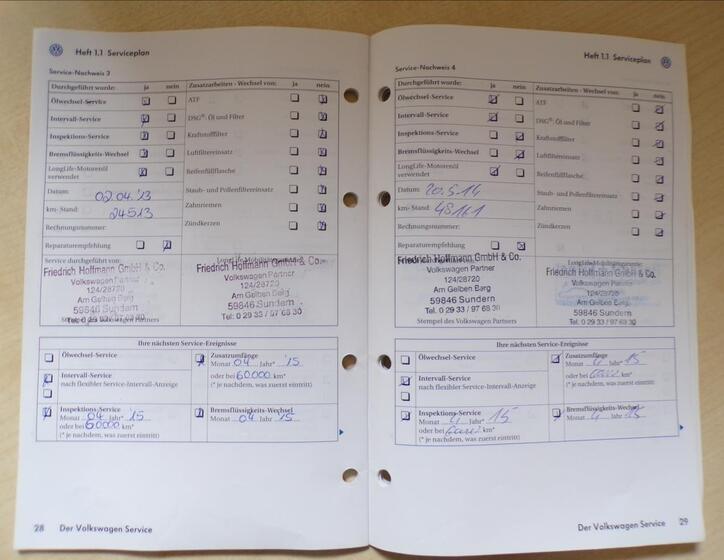 Heft 1.1 Serviceplan
Service-Nachweis 3
Durchgeführt wurde: ja nein
Ölwechsel-Service
Intervall-Service
Inspektions-Service
Bremsflüssigkeits-Wechsel
LongLife-Motorenöl
verwendet
Datum: 02.04.'13
km-Stand: 24513
Rechnungsnummer:
Reparaturempfehlung
Zusatzarbeiten - Wechsel von: ja nein
ATF
DSG®: Öl und Filter
Kraftstofffilter
Luftfiltereinsatz
Reifenfüllflasche
Staub- und Pollenfiltereinsatz
Zahnriemen
Zündkerzen
Service durchgeführt von:
Friedrich Hoffmann GmbH & Co.
Volkswagen Partner
124/28720
Am Gelben Berg
59846 Sundern
Tel. 0 29 33 / 97 68 30
Friedrich Hoffmann GmbH & Co.
Volkswagen Partner
124/28720
Am Gelben Berg
59846 Sundern
Tel. 0 29 33 / 97 68 30
Ihre nächsten Service-Ereignisse
Ölwechsel-Service
Intervall-Service
nach flexibler Service-Intervall-Anzeige
Inspektions-Service
Monat 04 Jahr '15
oder bei 60000 km*
(* je nachdem, was zuerst eintritt)
Zusatzumfänge
Monat 04 Jahr '15
oder bei 60000 km*
(* je nachdem, was zuerst eintritt)
Bremsflüssigkeits-Wechsel
Monat 04 Jahr '15
28 Der Volkswagen Service
Heft 1.1 Serviceplan
Service-Nachweis 4
Durchgeführt wurde: ja nein
Ölwechsel-Service
Intervall-Service
Inspektions-Service
Bremsflüssigkeits-Wechsel
LongLife-Motorenöl
verwendet
Datum: 20.5.14
km-Stand: 48161
Rechnungsnummer:
Reparaturempfehlung
Zusatzarbeiten - Wechsel von: ja nein
ATF
DSG®: Öl und Filter
Kraftstofffilter
Luftfiltereinsatz
Reifenfüllflasche
Staub- und Pollenfiltereinsatz
Zahnriemen
Zündkerzen
Friedrich Hoffmann GmbH & Co.
Volkswagen Partner
124/28720
Am Gelben Berg
59846 Sundern
Tel. 0 29 33 / 97 68 30
Stempel des Volkswagen Partners
Friedrich Hoffmann GmbH & Co.
Volkswagen Partner
124/28720
Am Gelben Berg
59846 Sundern
Tel. 0 29 33 / 97 68 30
Ihre nächsten Service-Ereignisse
Ölwechsel-Service
Intervall-Service
nach flexibler Service-Intervall-Anzeige
Inspektions-Service
Monat 4 Jahr* 15
oder bei km*
(* je nachdem, was zuerst eintritt)
Zusatzumfänge
Monat 4 Jahr 15
oder bei km*
(* je nachdem, was zuerst eintritt)
Bremsflüssigkeits-Wechsel
Monat 4 Jahr 15
Der Volkswagen Service 29